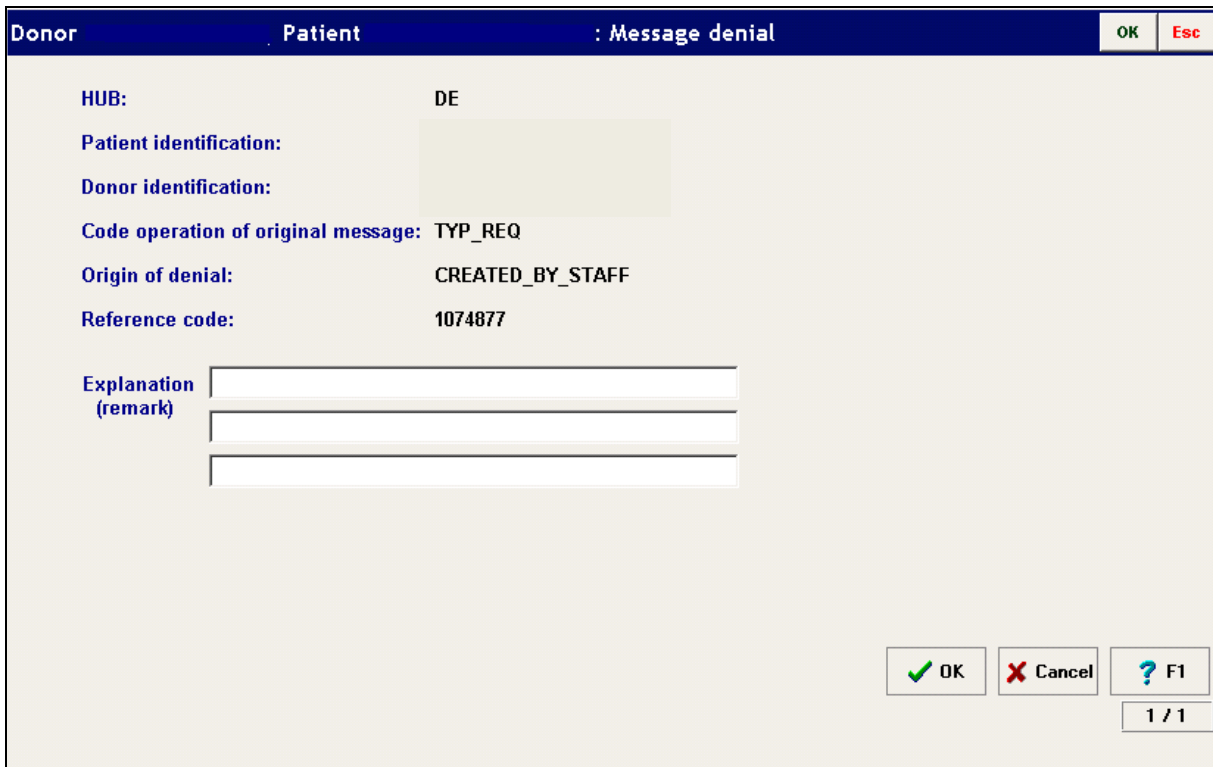 Donor Patient : Message denial OK Esc
HUB: DE
Patient identification:
Donor identification:
Code operation of original message: TYP_REQ
Origin of denial: CREATED_BY_STAFF
Reference code: 1074877
Explanation
(remark)
OK Cancel ? F1
1 / 1